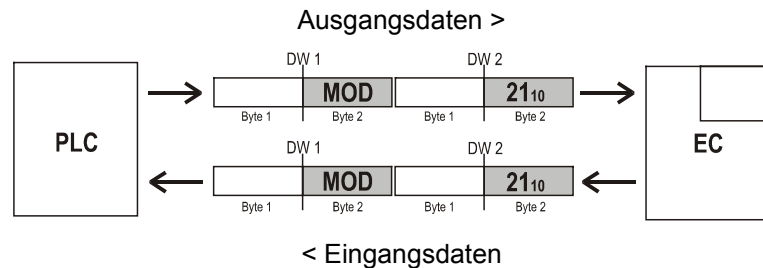 Ausgangsdaten >
DW 1 DW 2
MOD 21₁₀
Byte 1 Byte 2 Byte 1 Byte 2
PLC EC
DW 1 DW 2
MOD 21₁₀
Byte 1 Byte 2 Byte 1 Byte 2
< Eingangsdaten